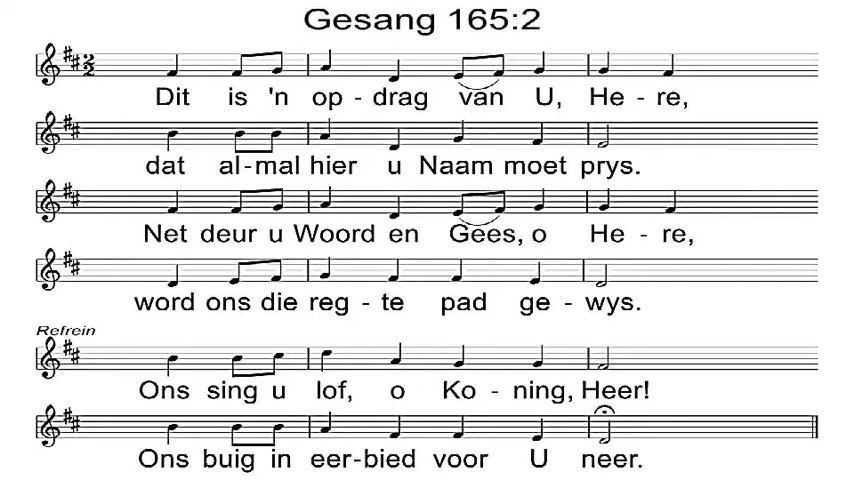 Gesang 165:2
Dit is 'n op - drag van U, He - re,
dat al - mal hier u Naam moet prys.
Net deur u Woord en Gees, o He - re,
word ons die reg - te pad ge - wys.
Refrein
Ons sing u lof, o Ko - ning, Heer!
Ons buig in eer - bied voor U neer.